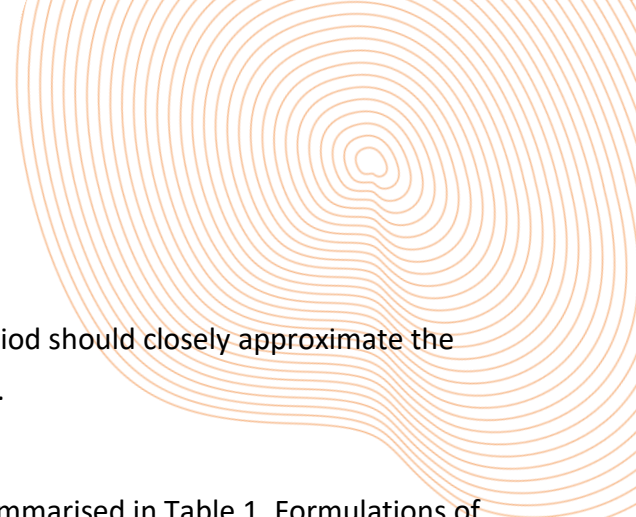 iod should closely approximate the
.
mmarised in Table 1. Formulations of